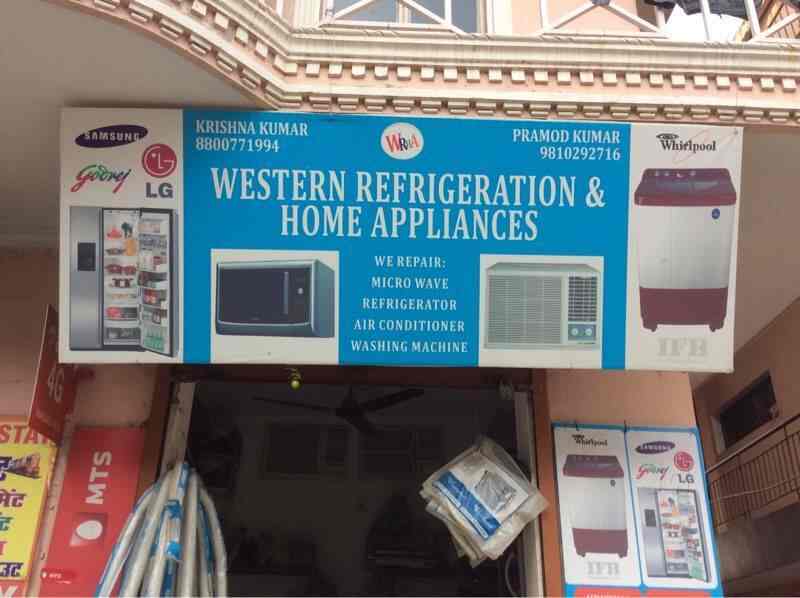 SAMSUNG
Godrej
LG
KRISHNA KUMAR
8800771994
WRHA
PRAMOD KUMAR
9810292716
Whirlpool
WESTERN REFRIGERATION &
HOME APPLIANCES
WE REPAIR:
MICRO WAVE
REFRIGERATOR
AIR CONDITIONER
WASHING MACHINE
IFB
4G
MTS
MTS
Whirlpool
IFB
SAMSUNG
Godrej
LG